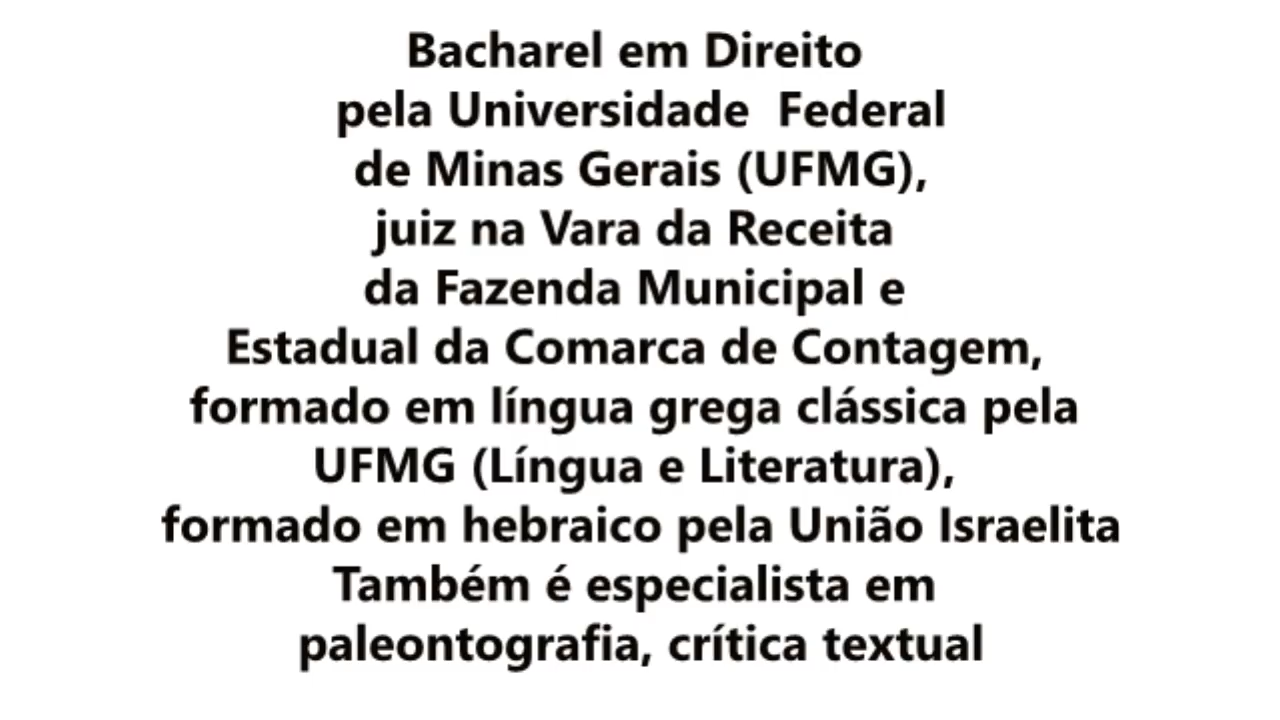 Bacharel em Direito
pela Universidade Federal
de Minas Gerais (UFMG),
juiz na Vara da Receita
da Fazenda Municipal e
Estadual da Comarca de Contagem,
formado em língua grega clássica pela
UFMG (Língua e Literatura),
formado em hebraico pela União Israelita
Também é especialista em
paleontografia, crítica textual